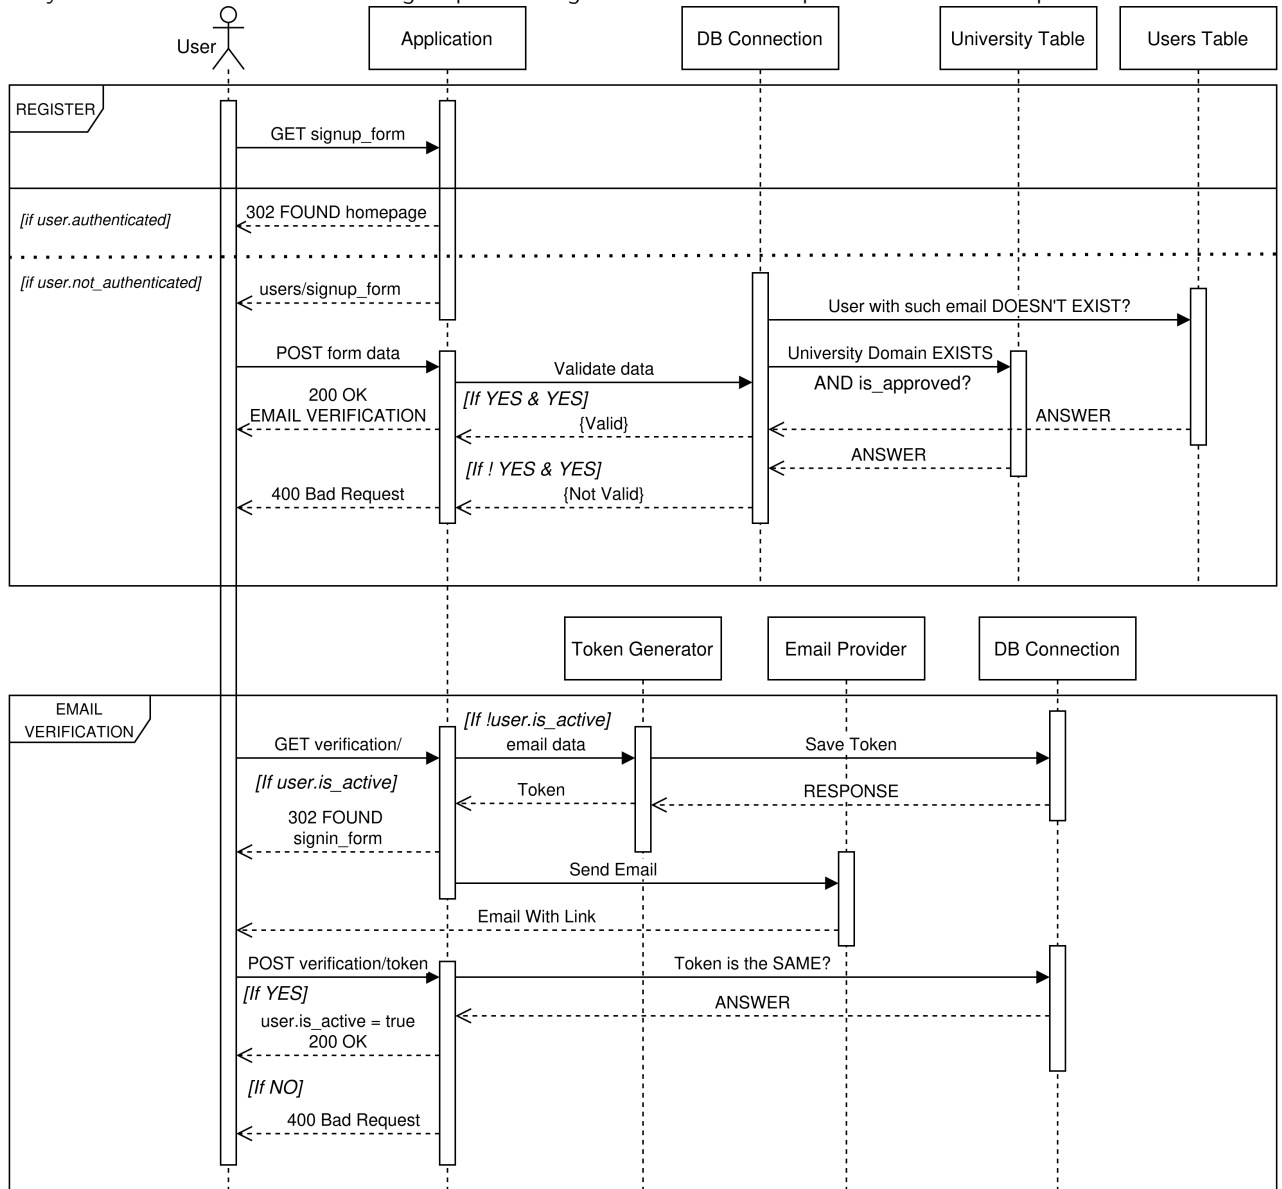 User
Application
DB Connection
University Table
Users Table
REGISTER
GET signup_form
[if user.authenticated]
302 FOUND homepage
[if user.not_authenticated]
users/signup_form
User with such email DOESN'T EXIST?
POST form data
Validate data
University Domain EXISTS
AND is_approved?
200 OK
EMAIL VERIFICATION
[If YES & YES]
{Valid}
ANSWER
ANSWER
[If ! YES & YES]
400 Bad Request
{Not Valid}
Token Generator
Email Provider
DB Connection
EMAIL
VERIFICATION
[If !user.is_active]
GET verification/
email data
Save Token
[If user.is_active]
Token
RESPONSE
302 FOUND
signin_form
Send Email
Email With Link
POST verification/token
Token is the SAME?
[If YES]
ANSWER
user.is_active = true
200 OK
[If NO]
400 Bad Request